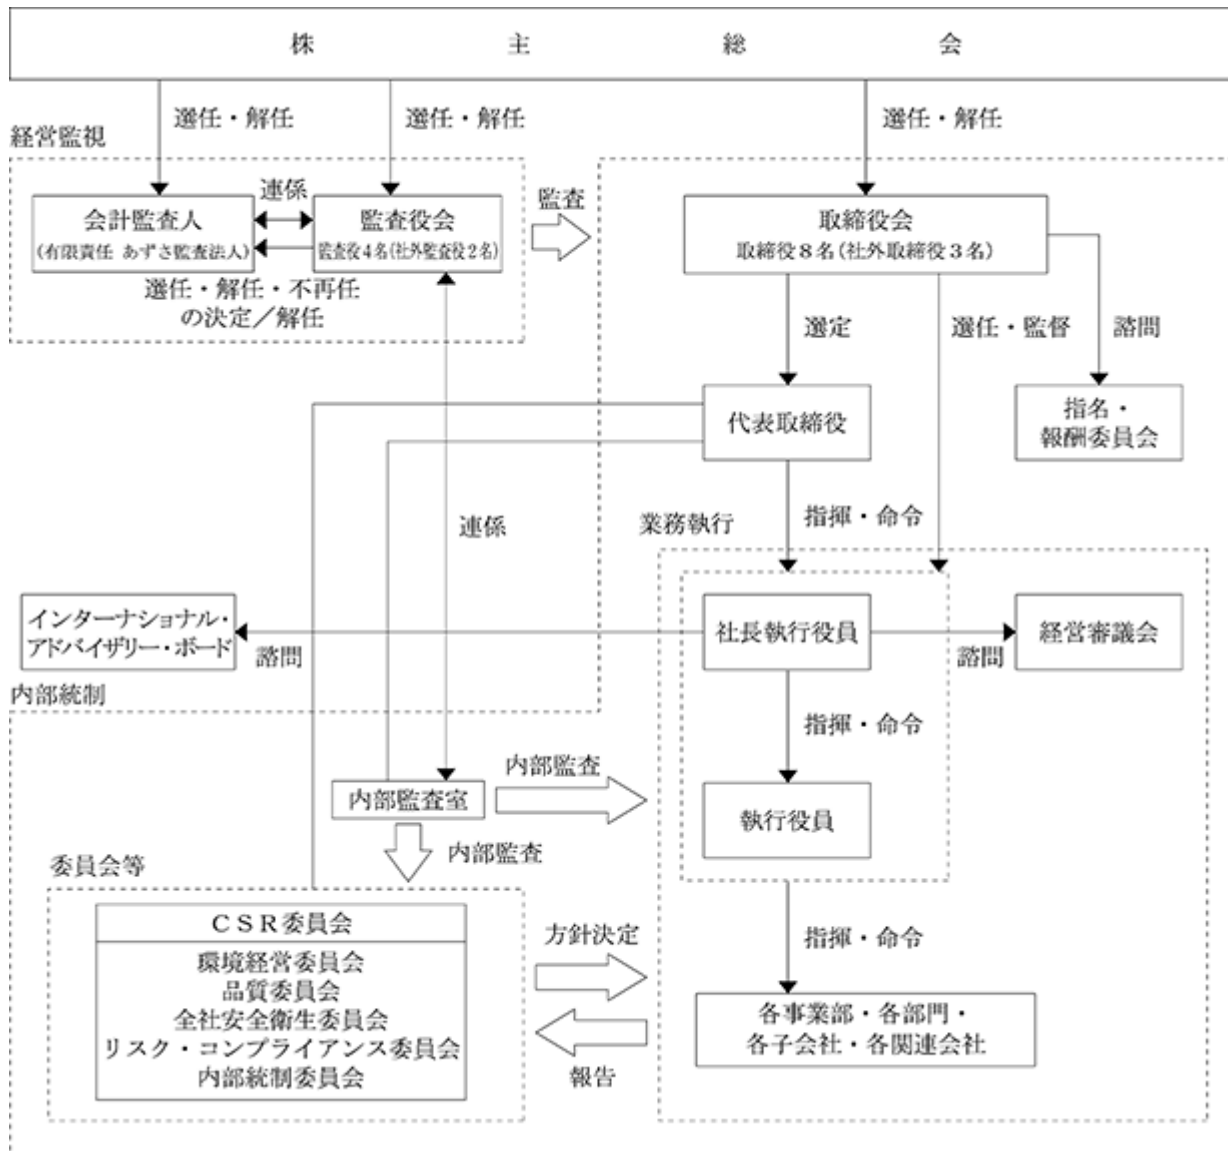 株主総会
選任・解任
選任・解任
選任・解任
経営監視
会計監査人
(有限責任 あずさ監査法人)
連係
監査役会
監査役4名(社外監査役2名)
選任・解任・不再任
の決定／解任
監査
取締役会
取締役8名(社外取締役3名)
選定
選任・監督
諮問
代表取締役
指名・
報酬委員会
連係
業務執行
指揮・命令
インターナショナル・
アドバイザリー・ボード
諮問
社長執行役員
諮問
経営審議会
内部統制
指揮・命令
内部監査室
内部監査
執行役員
内部監査
委員会等
CSR委員会
環境経営委員会
品質委員会
全社安全衛生委員会
リスク・コンプライアンス委員会
内部統制委員会
方針決定
報告
指揮・命令
各事業部・各部門・
各子会社・各関連会社